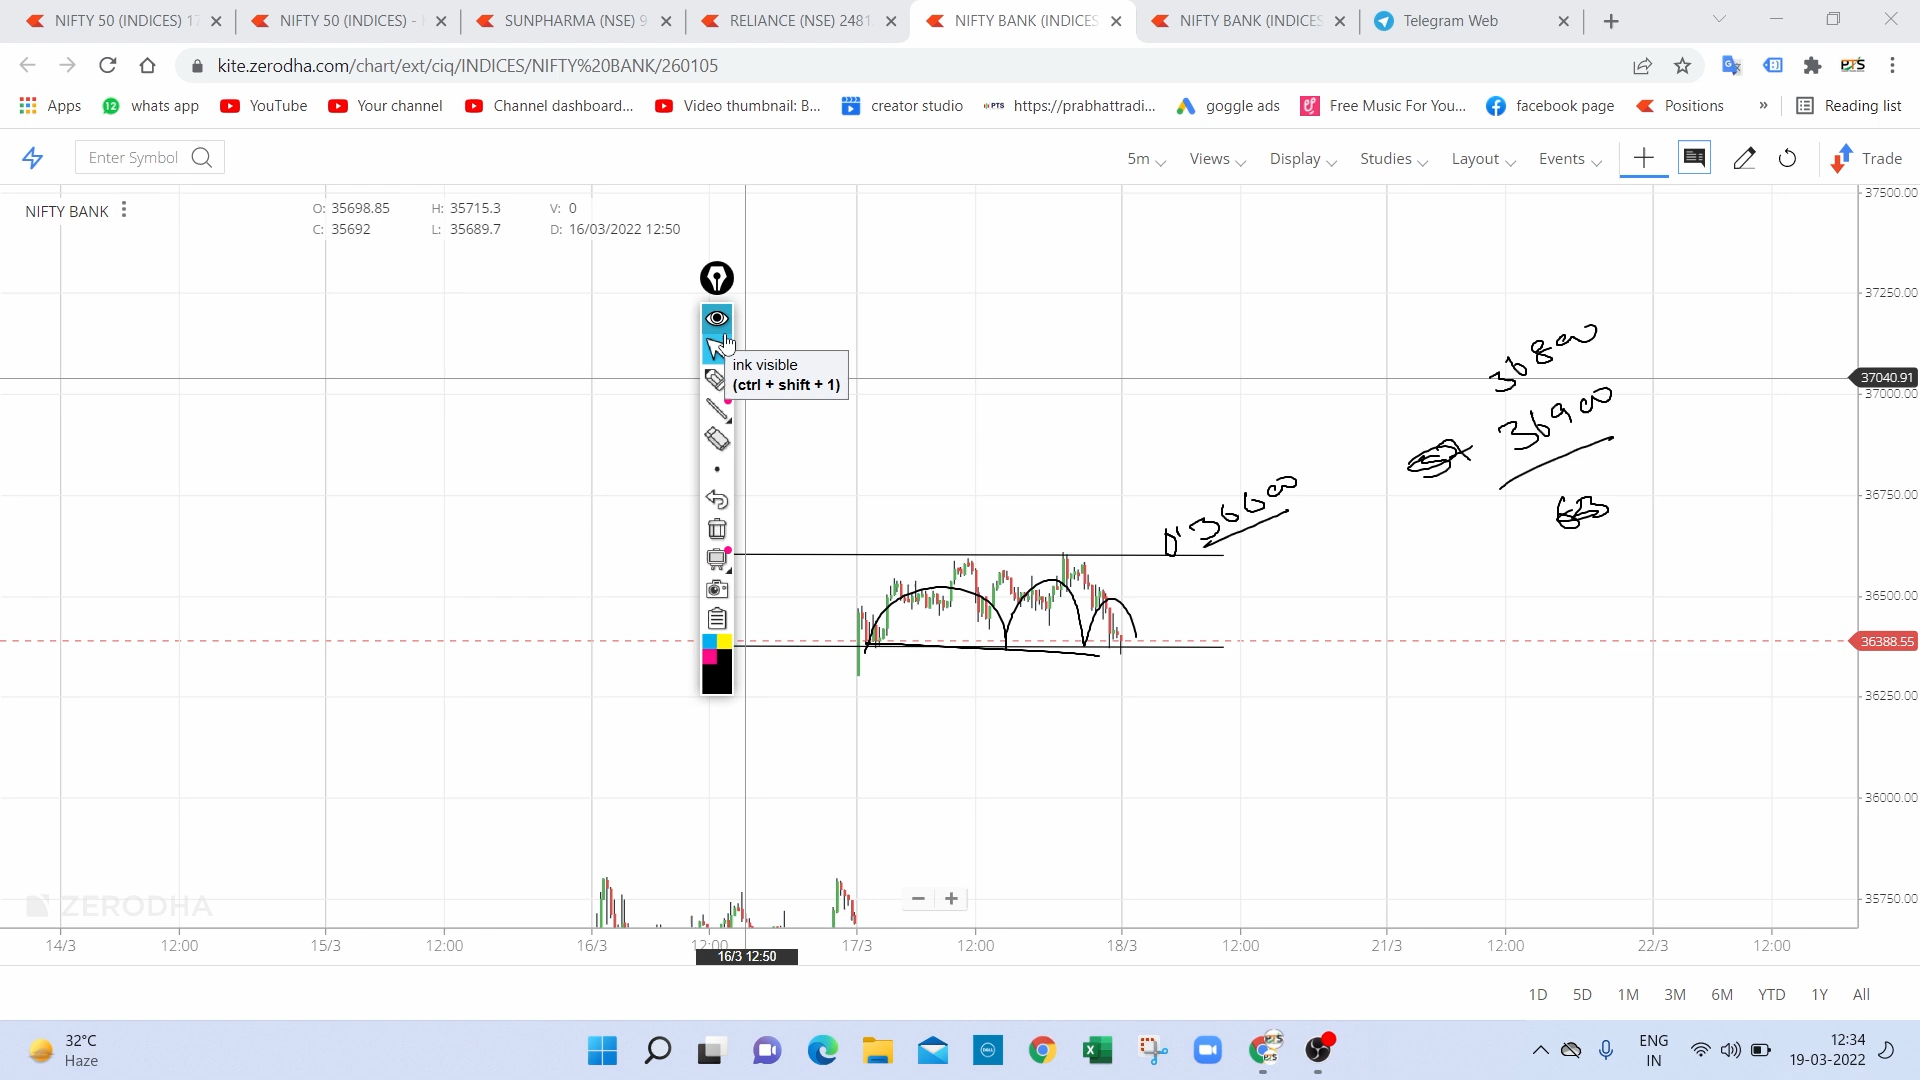 NIFTY 50 (INDICES) 17
NIFTY 50 (INDICES) -
SUNPHARMA (NSE) 9
RELIANCE (NSE) 2481.
NIFTY BANK (INDICES
NIFTY BANK (INDICES
Telegram Web
kite.zerodha.com/chart/ext/ciq/INDICES/NIFTY%20BANK/260105
PTS
Apps
12
whats app
YouTube
Your channel
Channel dashboard...
Video thumbnail: B...
creator studio
PTS
https://prabhattradi...
goggle ads
Free Music For You...
facebook page
Positions
»
Reading list
Enter Symbol
5m
Views
Display
Studies
Layout
Events
Trade
NIFTY BANK
O: 35698.85 H: 35715.3 V: 0
C: 35692 L: 35689.7 D: 16/03/2022 12:50
ink visible
(ctrl + shift + 1)
36800
36900
36600
37500.00
37250.00
37040.91
37000.00
36750.00
36500.00
36388.55
36250.00
36000.00
35750.00
ZERODHA
14/3 12:00 15/3 12:00 16/3 12:00 17/3 12:00 18/3 12:00 21/3 12:00 22/3 12:00
16/3 12:50
1D 5D 1M 3M 6M YTD 1Y All
32°C
Haze
DELL
ENG
IN
12:34
19-03-2022